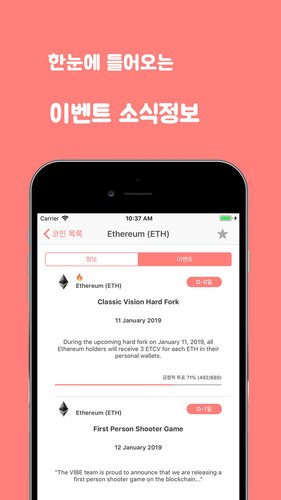 한눈에 들어오는
이벤트 소식정보
Carrier
10:37 AM
코인 목록
Ethereum (ETH)
정보
이벤트
Ethereum (ETH)
D-0일
Classic Vision Hard Fork
11 January 2019
During the upcoming hard fork on January 11, 2019, all
Ethereum holders will receive 3 ETCV for each ETH in their
personal wallets.
긍정적 투표 71% (492/689)
Ethereum (ETH)
D-1일
First Person Shooter Game
12 January 2019
"The VIBE team is proud to announce that we are releasing a
first person shooter game on the blockchain..."